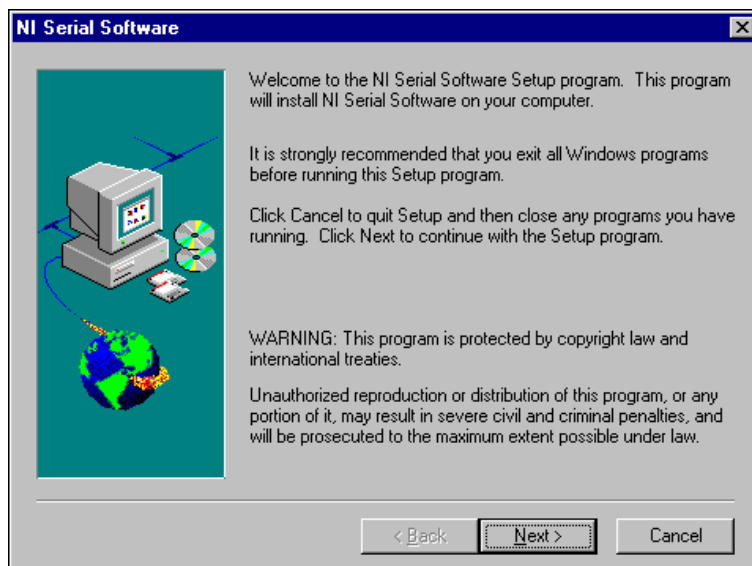 NI Serial Software
Welcome to the NI Serial Software Setup program.  This program
will install NI Serial Software on your computer.
It is strongly recommended that you exit all Windows programs
before running this Setup program.
Click Cancel to quit Setup and then close any programs you have
running.  Click Next to continue with the Setup program.
WARNING: This program is protected by copyright law and
international treaties.
Unauthorized reproduction or distribution of this program, or any
portion of it, may result in severe civil and criminal penalties, and
will be prosecuted to the maximum extent possible under law.
< Back
Next >
Cancel